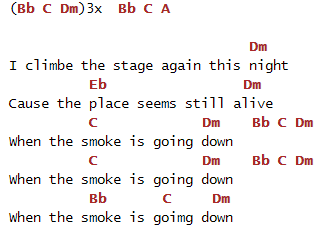 (Bb C Dm)3x  Bb C A
Dm
I climbe the stage again this night
Eb Dm
Cause the place seems still alive
C Dm Bb C Dm
When the smoke is going down
C Dm Bb C Dm
When the smoke is going down
Bb C Dm
When the smoke is goimg down